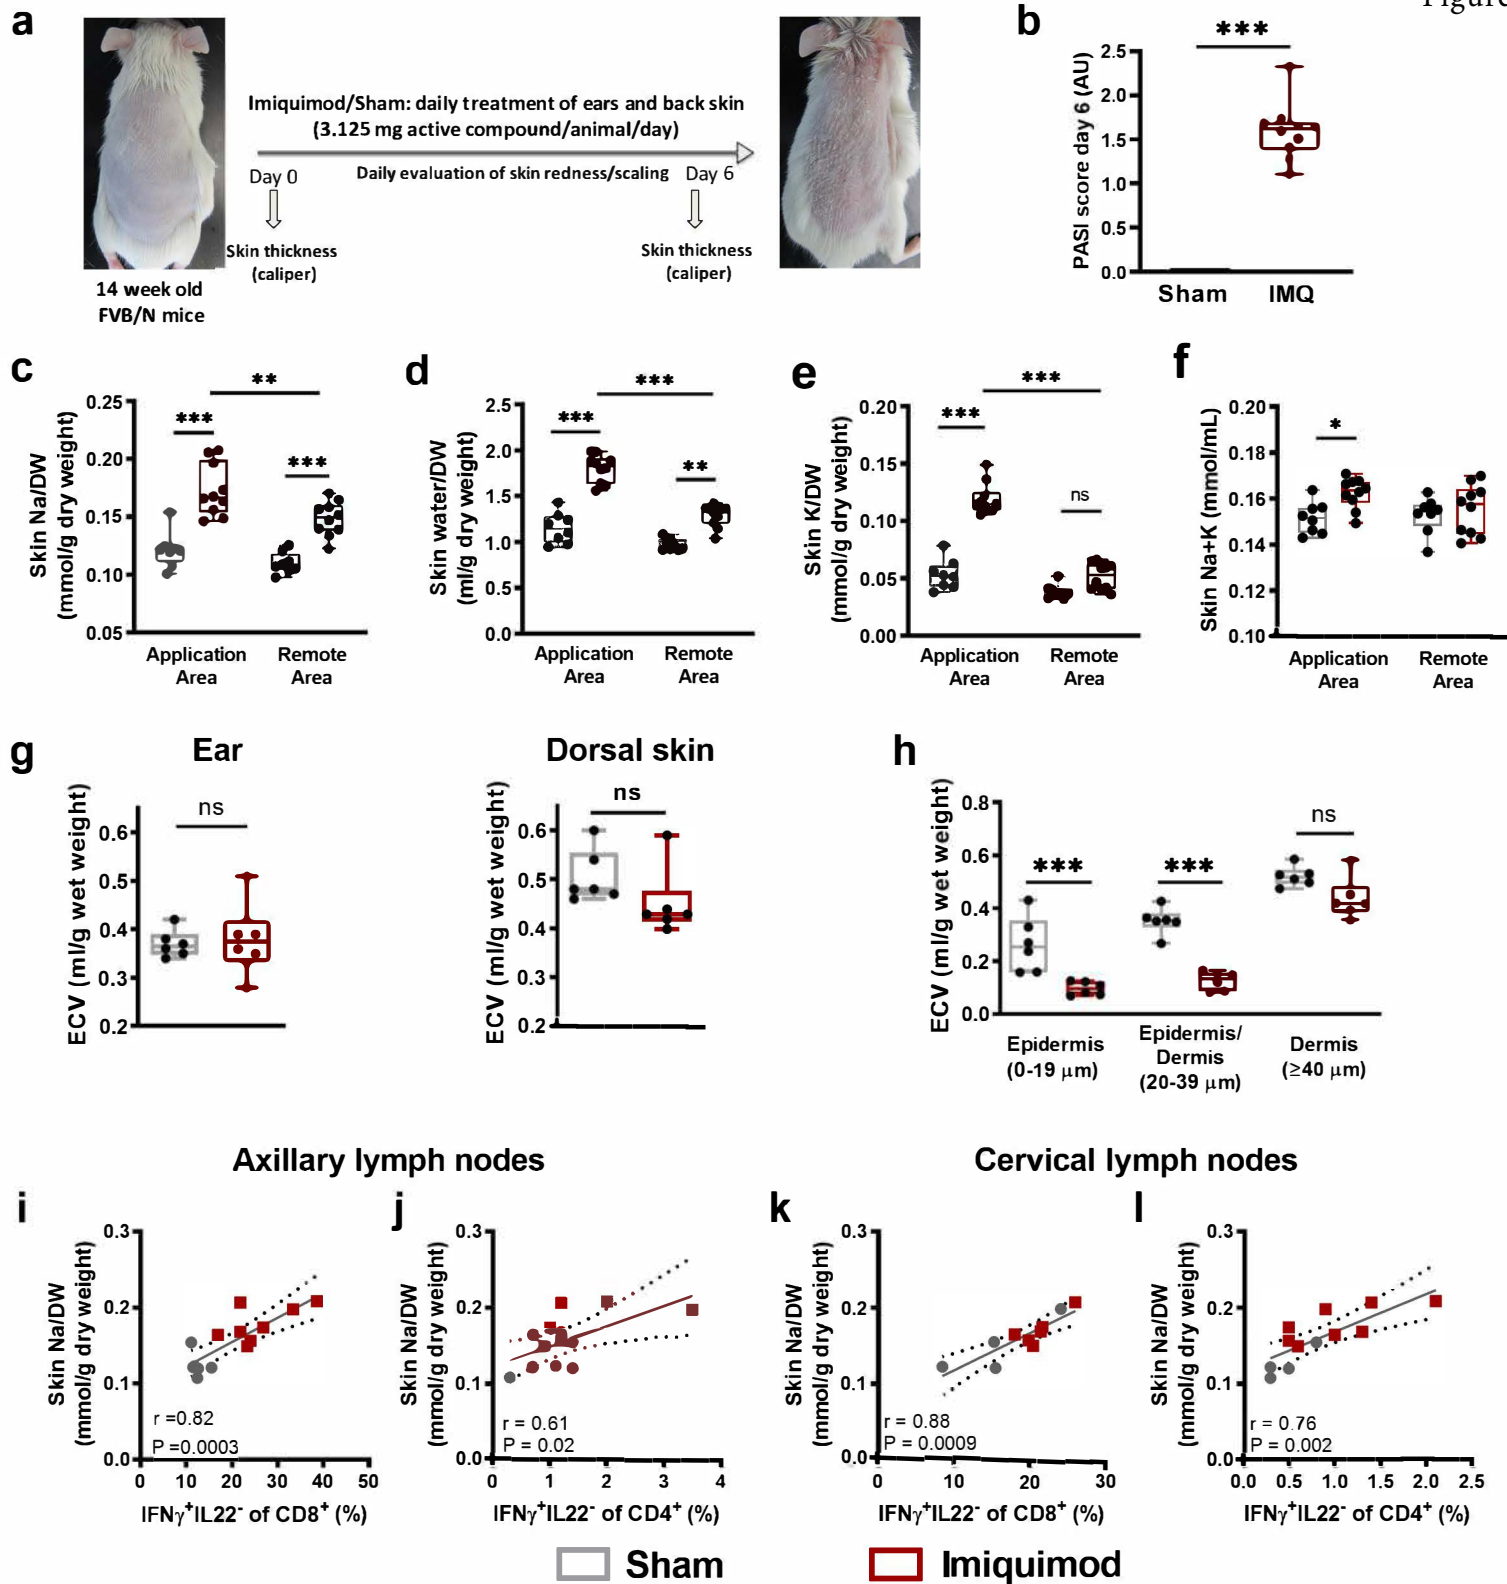 Figure
a
Imiquimod/Sham: daily treatment of ears and back skin
(3.125 mg active compound/animal/day)
Day 0
Daily evaluation of skin redness/scaling
Day 6
Skin thickness
(caliper)
Skin thickness
(caliper)
14 week old
FVB/N mice
b
***
PASI score day 6 (AU)
2.5
2.0
1.5
1.0
0.5
0.0
Sham
IMQ
c
Skin Na/DW
(mmol/g dry weight)
0.25
0.20
0.15
0.10
0.05
***
**
***
Application
Area
Remote
Area
d
Skin water/DW
(ml/g dry weight)
2.5
2.0
1.5
1.0
0.5
0.0
***
***
**
Application
Area
Remote
Area
e
Skin K/DW
(mmol/g dry weight)
0.20
0.15
0.10
0.05
0.00
***
***
ns
Application
Area
Remote
Area
f
Skin Na+K (mmol/mL)
0.20
0.18
0.16
0.14
0.12
0.10
*
Application
Area
Remote
Area
g
Ear
ECV (ml/g wet weight)
0.6
0.5
0.4
0.3
0.2
ns
Dorsal skin
ECV (ml/g wet weight)
0.6
0.5
0.4
0.3
0.2
ns
h
ECV (ml/g wet weight)
0.8
0.6
0.4
0.2
0.0
***
***
ns
Epidermis
(0-19 μm)
Epidermis/
Dermis
(20-39 μm)
Dermis
(≥40 μm)
Axillary lymph nodes
Cervical lymph nodes
i
Skin Na/DW
(mmol/g dry weight)
0.3
0.2
0.1
0.0
r =0.82
P =0.0003
0 10 20 30 40 50
IFNγ⁺IL22⁻ of CD8⁺ (%)
j
Skin Na/DW
(mmol/g dry weight)
0.3
0.2
0.1
0.0
r = 0.61
P = 0.02
0 1 2 3 4
IFNγ⁺IL22⁻ of CD4⁺ (%)
k
Skin Na/DW
(mmol/g dry weight)
0.3
0.2
0.1
0.0
r = 0.88
P = 0.0009
0 10 20 30
IFNγ⁺IL22⁻ of CD8⁺ (%)
l
Skin Na/DW
(mmol/g dry weight)
0.3
0.2
0.1
0.0
r = 0.76
P = 0.002
0.0 0.5 1.0 1.5 2.0 2.5
IFNγ⁺IL22⁻ of CD4⁺ (%)
Sham
Imiquimod